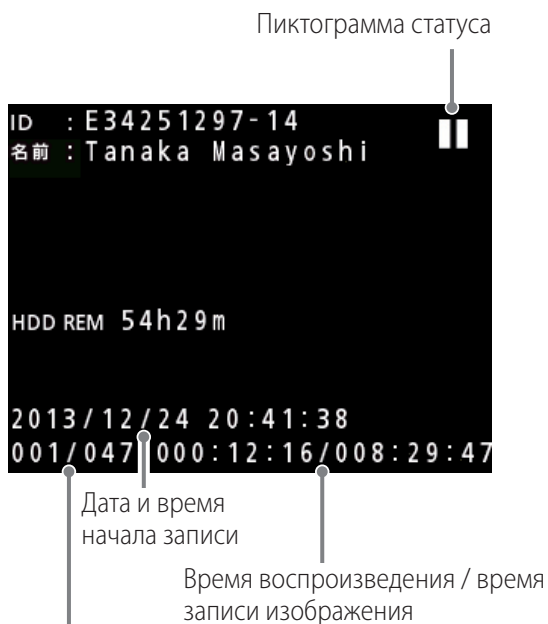 Пиктограмма статуса
ID : E34251297-14
名前 : Tanaka Masayoshi
HDD REM 54h29m
2013/12/24 20:41:38
001/047 000:12:16/008:29:47
Дата и время
начала записи
Время воспроизведения / время
записи изображения